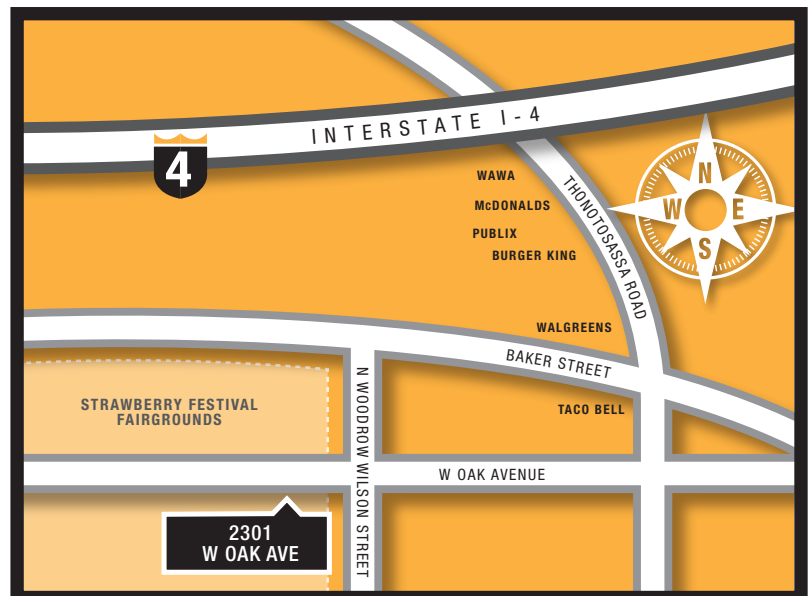 INTERSTATE I-4
4
WAWA
McDONALDS
PUBLIX
BURGER KING
THONOTOSASSA ROAD
N
W
E
S
WALGREENS
BAKER STREET
TACO BELL
STRAWBERRY FESTIVAL
FAIRGROUNDS
N WOODROW WILSON STREET
W OAK AVENUE
2301
W OAK AVE